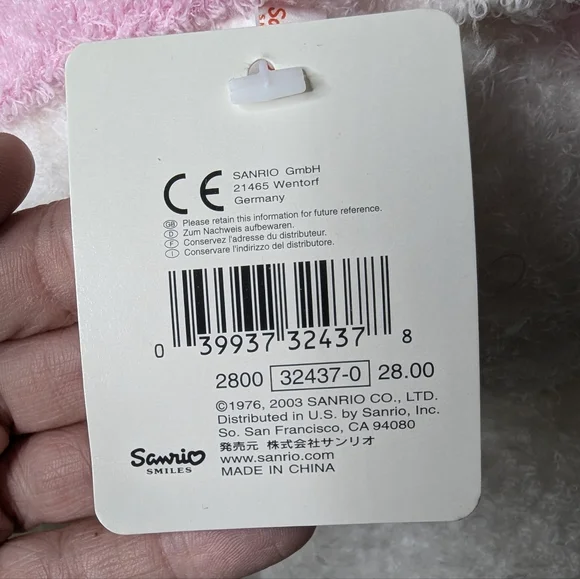 CE
SANRIO GmbH
21465 Wentorf
Germany
GB Please retain this information for future reference.
D Zum Nachweis aufbewaren.
F Conservez l'adresse du distributeur.
I Conservare l'indirizzo del distributore.
0 39937 32437 8
2800 32437-0 28.00
©1976, 2003 SANRIO CO., LTD.
Distributed in U.S. by Sanrio, Inc.
So. San Francisco, CA 94080
発売元 株式会社サンリオ
www.sanrio.com
MADE IN CHINA
Sanrio
SMILES